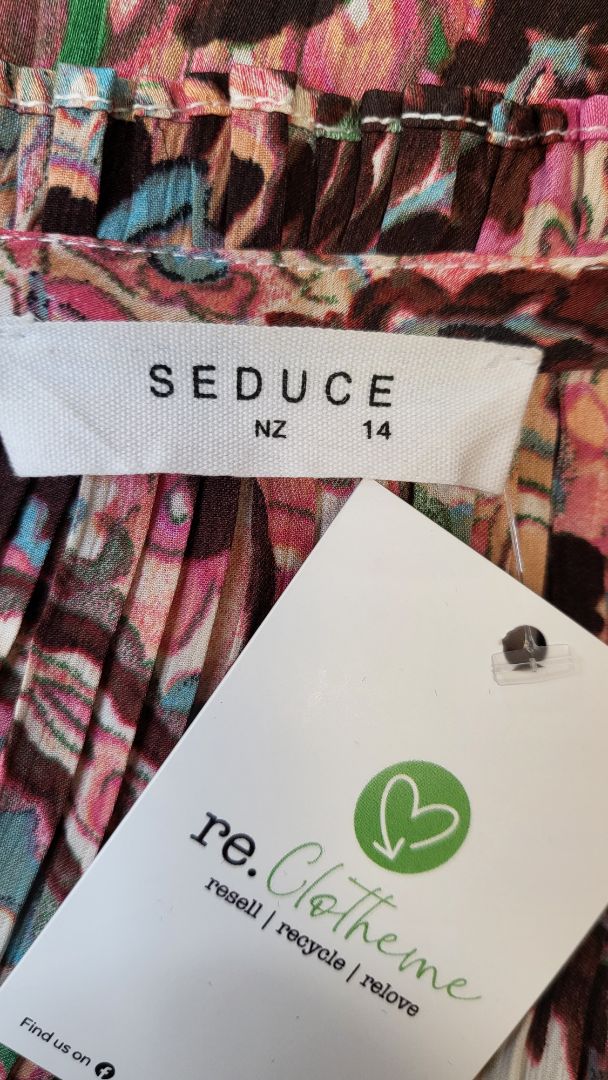 SEDUCE
NZ 14
re.Clotheme
resell | recycle | relove
Find us on